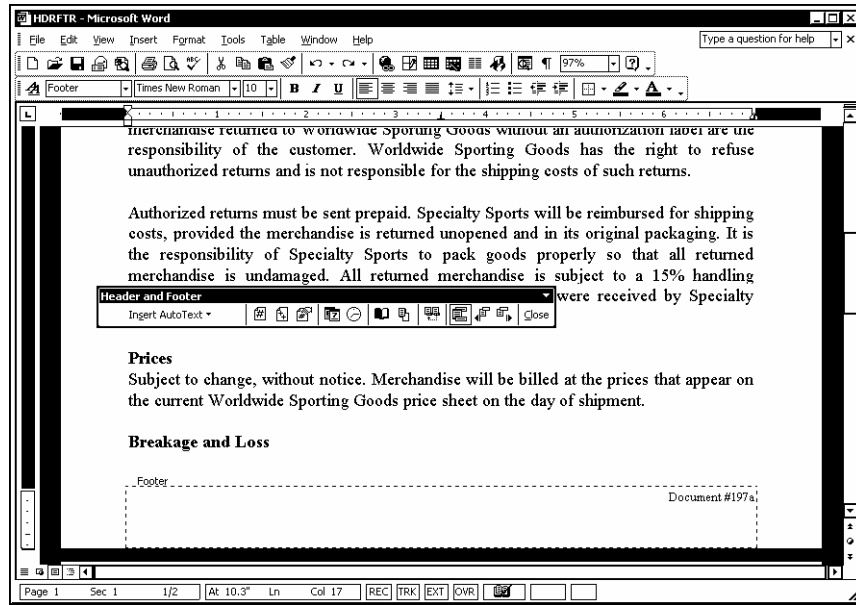 HDRFTR - Microsoft Word
File Edit View Insert Format Tools Table Window Help Type a question for help
97%
Footer Times New Roman 10 B I U
1 2 3 4 5 6
merchandise returned to Worldwide Sporting Goods without an authorization label are the
responsibility of the customer. Worldwide Sporting Goods has the right to refuse
unauthorized returns and is not responsible for the shipping costs of such returns.
Authorized returns must be sent prepaid. Specialty Sports will be reimbursed for shipping
costs, provided the merchandise is returned unopened and in its original packaging. It is
the responsibility of Specialty Sports to pack goods properly so that all returned
merchandise is undamaged. All returned merchandise is subject to a 15% handling
Header and Footer
were received by Specialty
Insert AutoText Close
Prices
Subject to change, without notice. Merchandise will be billed at the prices that appear on
the current Worldwide Sporting Goods price sheet on the day of shipment.
Breakage and Loss
Footer
Document #197a
Page 1 Sec 1 1/2 At 10.3" Ln Col 17 REC TRK EXT OVR